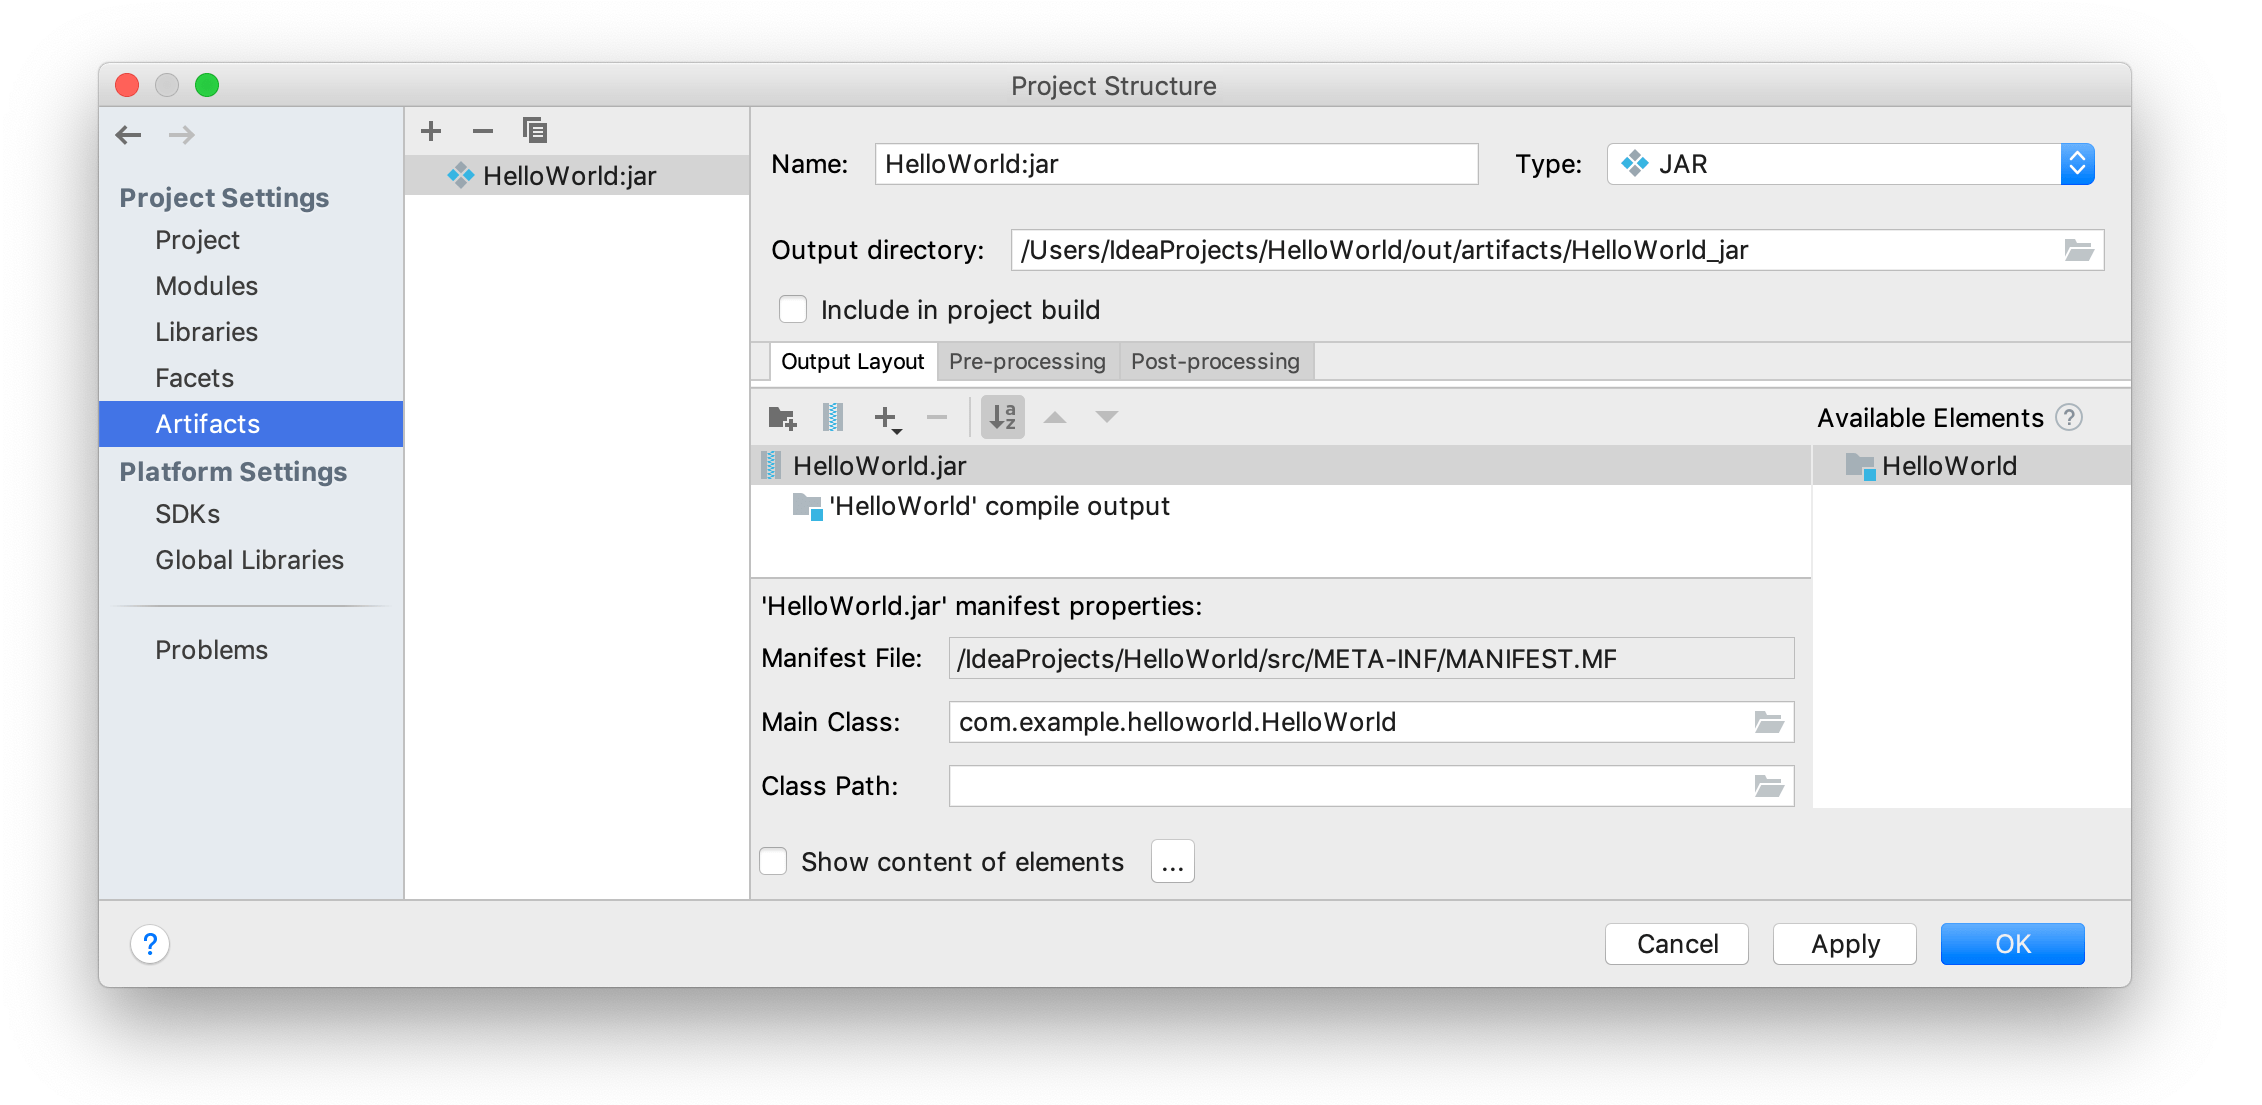 Project Structure
Project Settings
Project
Modules
Libraries
Facets
Artifacts
Platform Settings
SDKs
Global Libraries
Problems
HelloWorld:jar
Name: HelloWorld:jar Type: JAR
Output directory: /Users/IdeaProjects/HelloWorld/out/artifacts/HelloWorld_jar
Include in project build
Output Layout Pre-processing Post-processing
a
z
Available Elements ?
HelloWorld.jar
'HelloWorld' compile output
HelloWorld
'HelloWorld.jar' manifest properties:
Manifest File: /IdeaProjects/HelloWorld/src/META-INF/MANIFEST.MF
Main Class: com.example.helloworld.HelloWorld
Class Path:
Show content of elements ...
? Cancel Apply OK